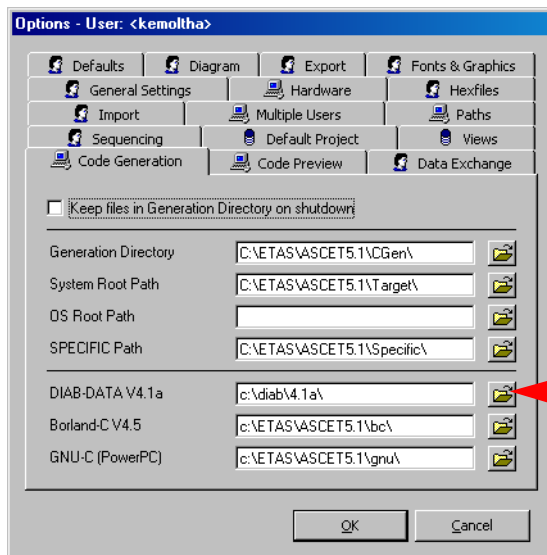 Options - User: <kemoltha>
Defaults Diagram Export Fonts & Graphics
General Settings Hardware Hexfiles
Import Multiple Users Paths
Sequencing Default Project Views
Code Generation Code Preview Data Exchange
Keep files in Generation Directory on shutdown
Generation Directory C:\ETAS\ASCET5.1\CGen\
System Root Path C:\ETAS\ASCET5.1\Target\
OS Root Path
SPECIFIC Path C:\ETAS\ASCET5.1\Specific\
DIAB-DATA V4.1a c:\diab\4.1a\
Borland-C V4.5 c:\ETAS\ASCET5.1\bc\
GNU-C (PowerPC) c:\ETAS\ASCET5.1\gnu\
OK Cancel